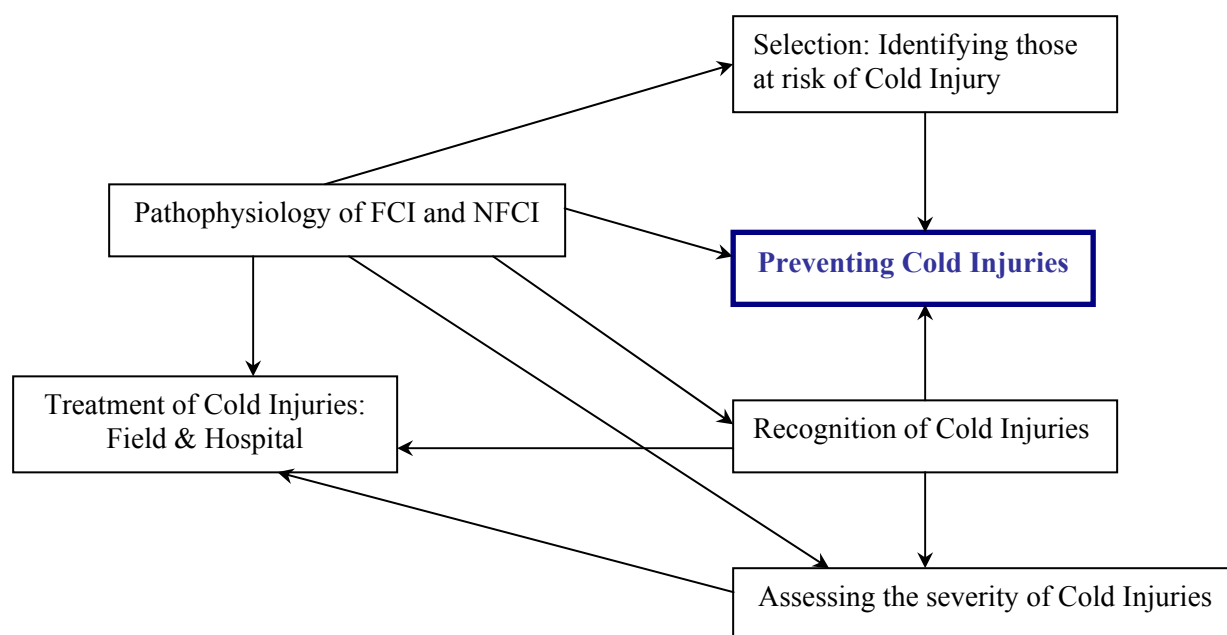 Selection: Identifying those
at risk of Cold Injury
Pathophysiology of FCI and NFCI
Preventing Cold Injuries
Treatment of Cold Injuries:
Field & Hospital
Recognition of Cold Injuries
Assessing the severity of Cold Injuries